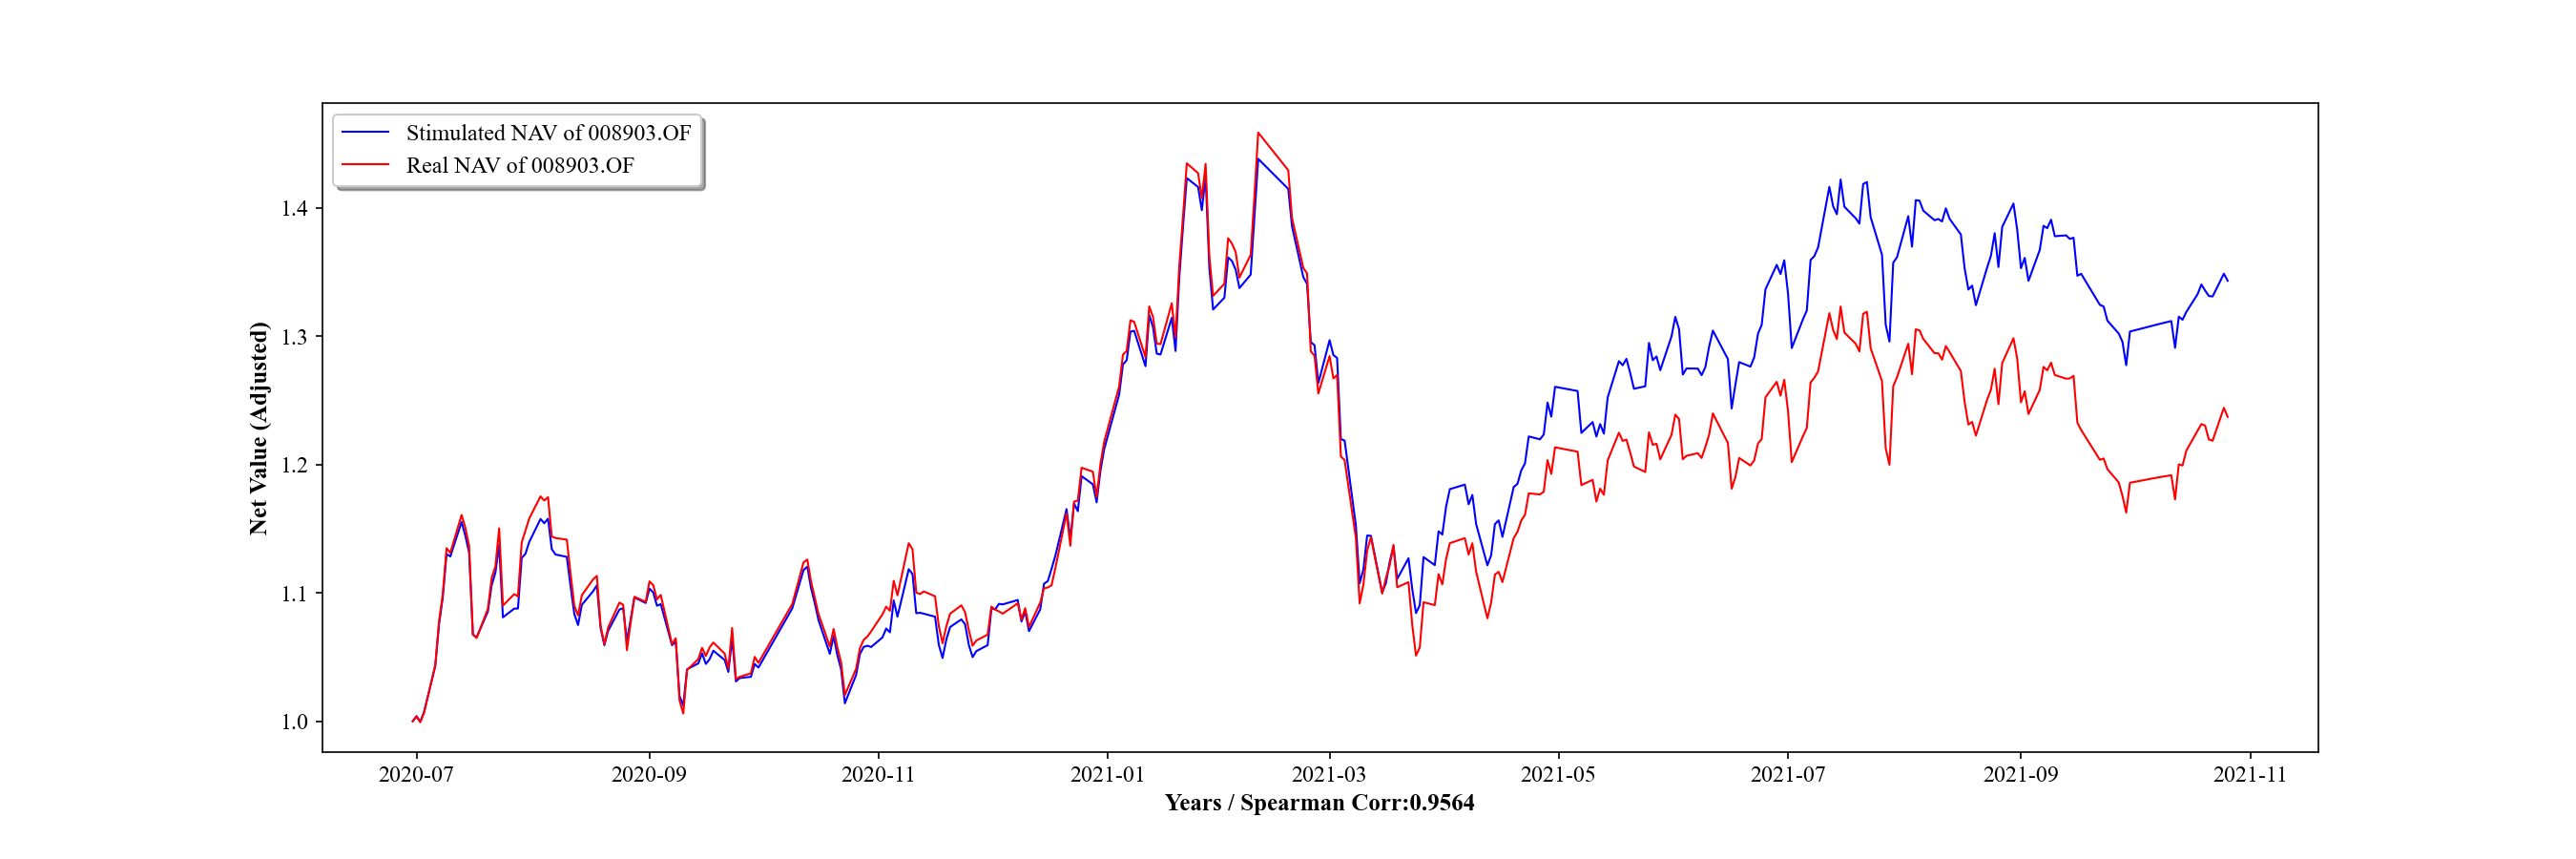 Stimulated NAV of 008903.OF
Real NAV of 008903.OF
Net Value (Adjusted)
1.4
1.3
1.2
1.1
1.0
2020-07 2020-09 2020-11 2021-01 2021-03 2021-05 2021-07 2021-09 2021-11
Years / Spearman Corr:0.9564